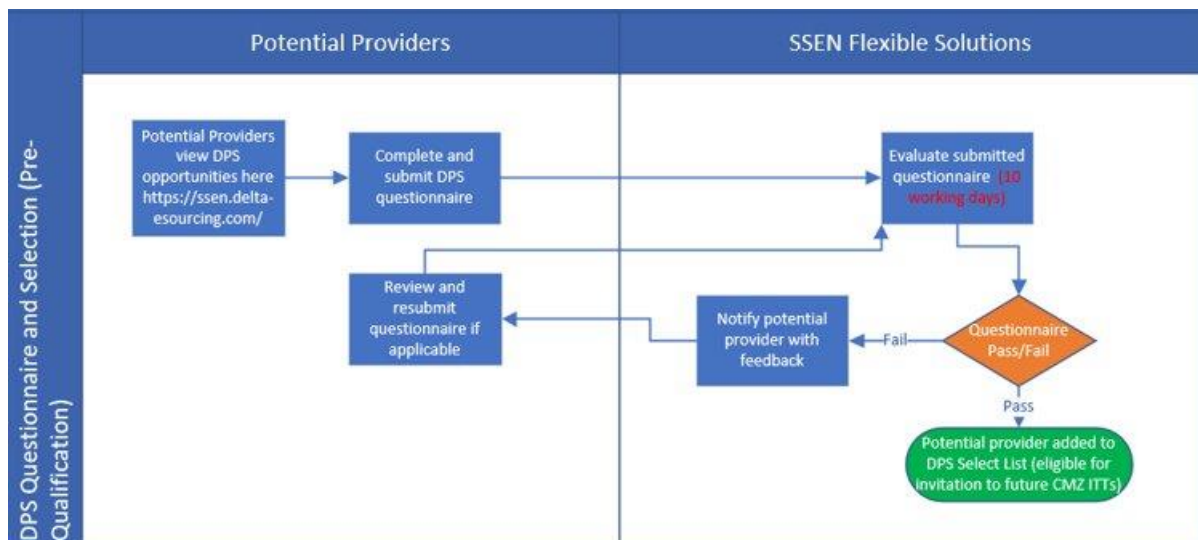 DPS Questionnaire and Selection (Pre-
Qualification)
Potential Providers
SSEN Flexible Solutions
Potential Providers
view DPS
opportunities here
https://ssen.delta-
esourcing.com/
Complete and
submit DPS
questionnaire
Evaluate submitted
questionnaire (10
working days)
Review and
resubmit
questionnaire if
applicable
Notify potential
provider with
feedback
Fail
Questionnaire
Pass/Fail
Pass
Potential provider added to
DPS Select List (eligible for
invitation to future CMZ ITTs)